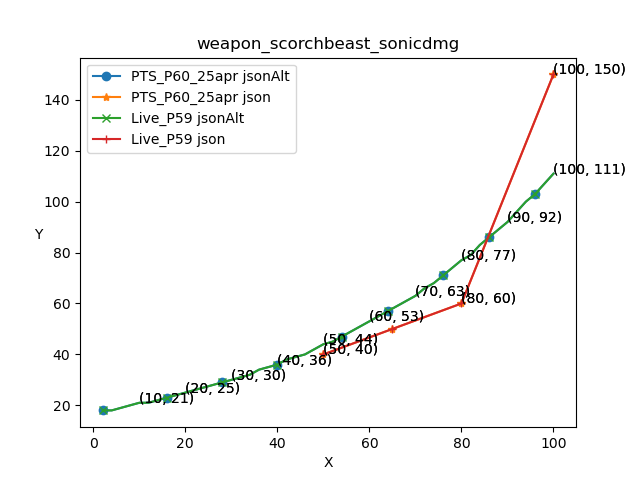 weapon_scorchbeast_sonicdmg
PTS_P60_25apr jsonAlt
PTS_P60_25apr json
Live_P59 jsonAlt
Live_P59 json
(100, 150)
140
120
(100, 111)
100
(90, 92)
Y
80
(80, 77)
(70, 63)
60
(80, 60)
(60, 53)
(50, 44)
(50, 40)
40
(40, 36)
(30, 30)
(20, 25)
(10, 21)
20
0 20 40 60 80 100
X